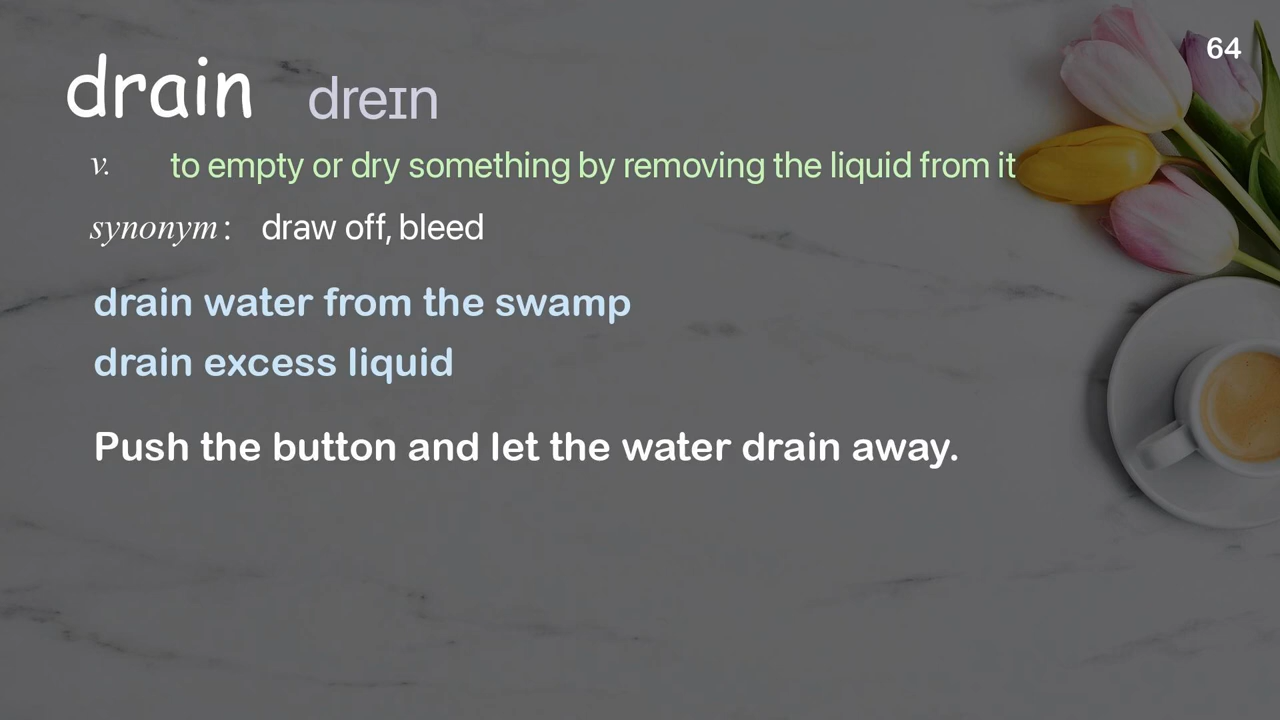 64
drain dreɪn
v. to empty or dry something by removing the liquid from it
synonym: draw off, bleed
drain water from the swamp
drain excess liquid
Push the button and let the water drain away.